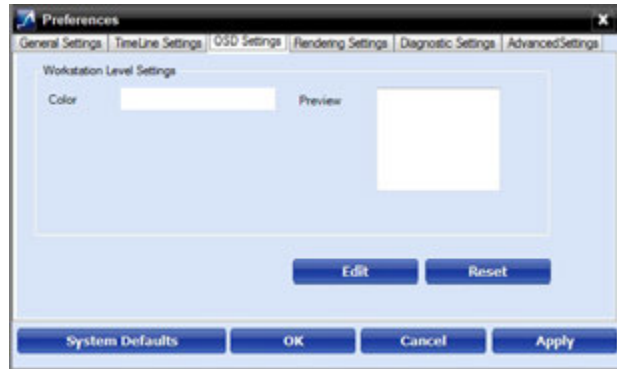 Preferences
General Settings TimeLine Settings OSD Settings Rendering Settings Diagnostic Settings AdvancedSettings
Workstation Level Settings
Color Preview
Edit Reset
System Defaults OK Cancel Apply